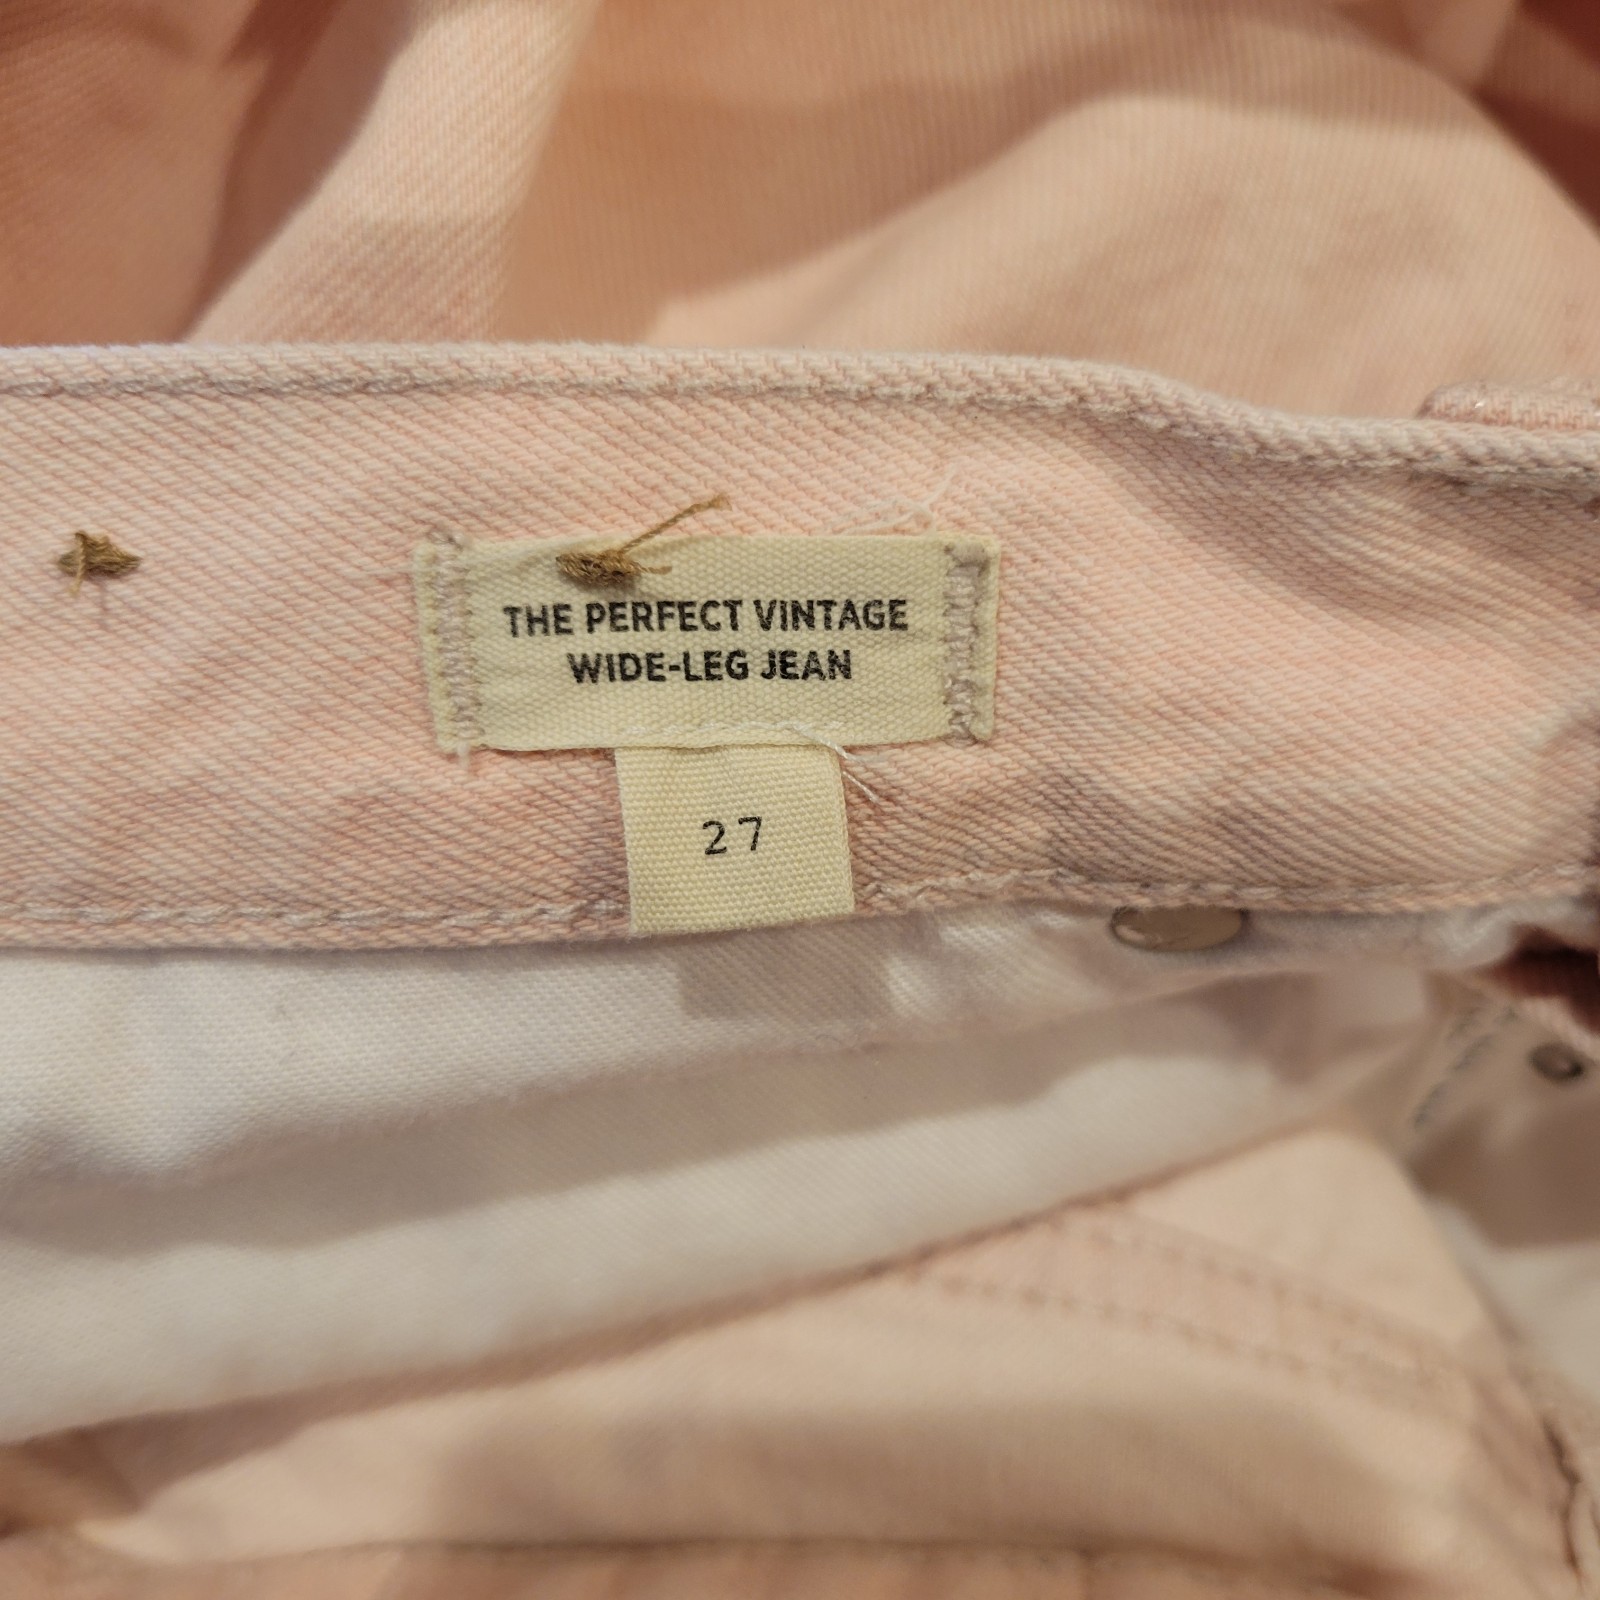 THE PERFECT VINTAGE
WIDE-LEG JEAN
27